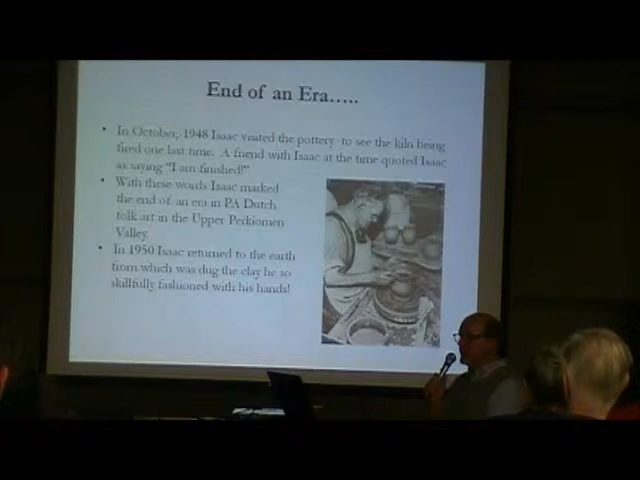 End of an Era.....
• In October, 1948 Isaac visited the pottery to see the kiln being
fired one last time. A friend with Isaac at the time quoted Isaac
as saying "I am finished!"
• With these words Isaac marked
the end of an era in PA Dutch
folk art in the Upper Perkiomen
Valley.
• In 1950 Isaac returned to the earth
from which was dug the clay he so
skillfully fashioned with his hands!